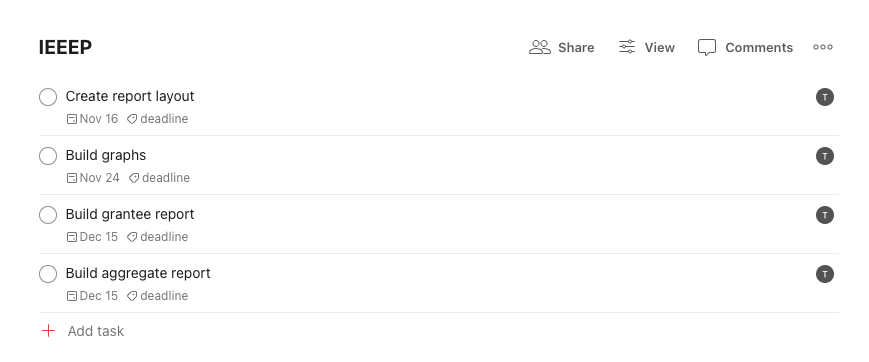 IEEEP
Share View Comments
Create report layout T
Nov 16 deadline
Build graphs T
Nov 24 deadline
Build grantee report T
Dec 15 deadline
Build aggregate report T
Dec 15 deadline
Add task